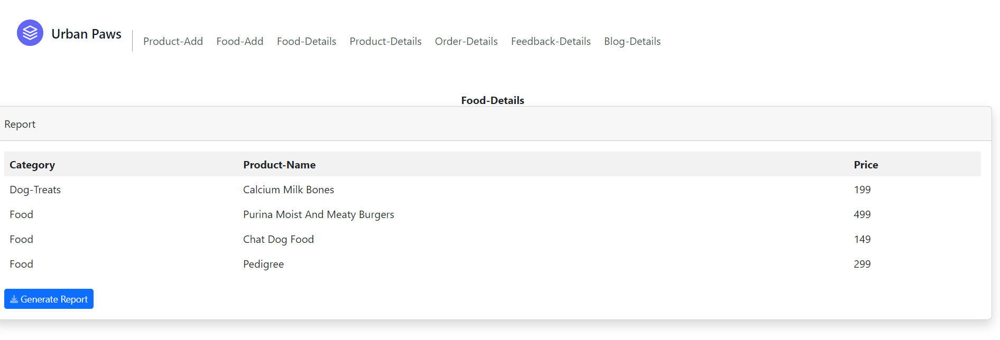 Urban Paws
Product-Add Food-Add Food-Details Product-Details Order-Details Feedback-Details Blog-Details
Food-Details
Report
Category Product-Name Price
Dog-Treats Calcium Milk Bones 199
Food Purina Moist And Meaty Burgers 499
Food Chat Dog Food 149
Food Pedigree 299
Generate Report